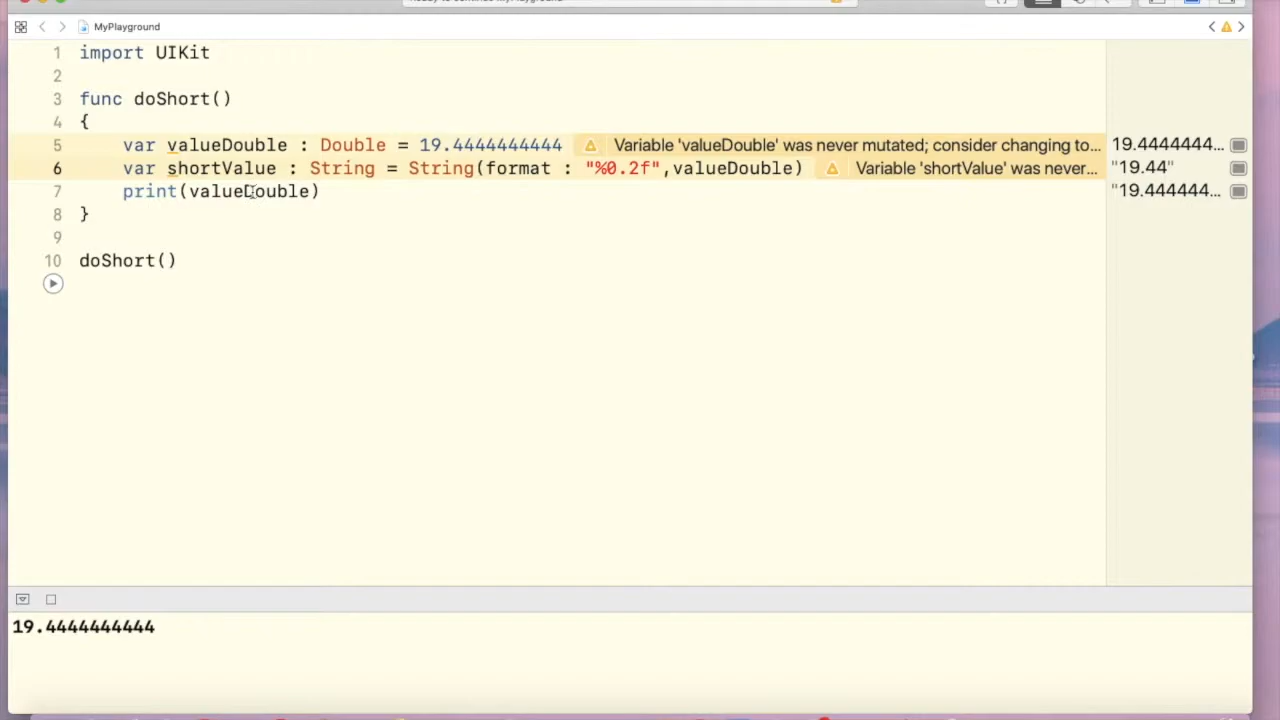 MyPlayground
1 import UIKit
2
3 func doShort()
4 {
5 var valueDouble : Double = 19.4444444444 Variable 'valueDouble' was never mutated; consider changing to... 19.4444444...
6 var shortValue : String = String(format : "%0.2f",valueDouble) Variable 'shortValue' was never... "19.44"
7 print(valueDouble) "19.444444...
8 }
9
10 doShort()
19.4444444444